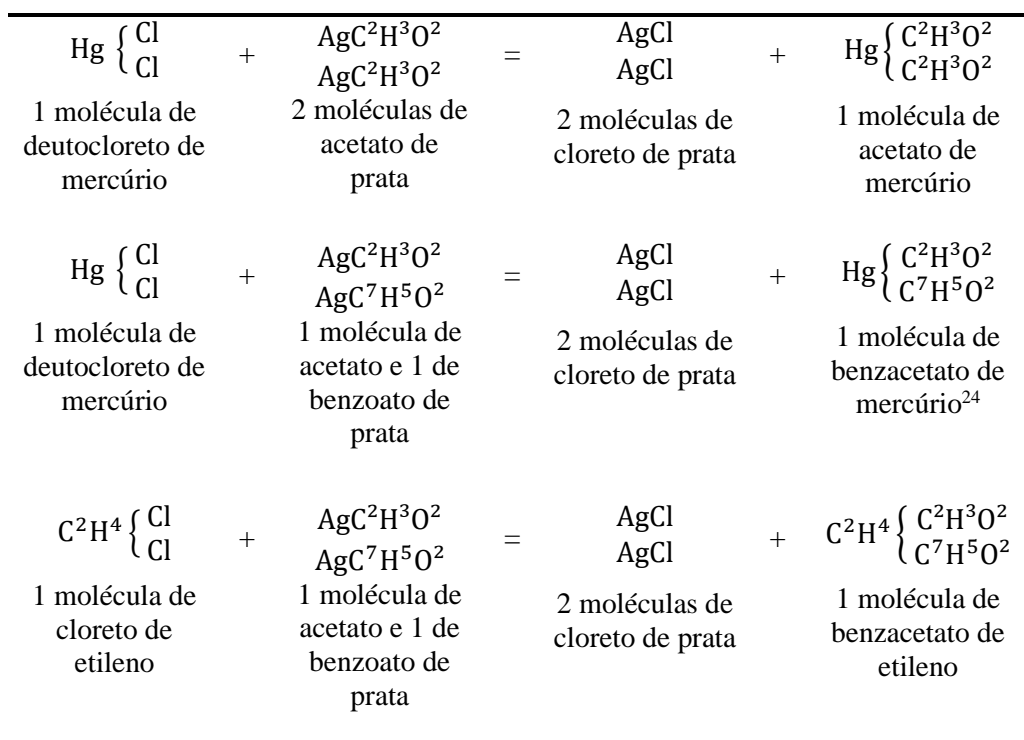 Hg { Cl + AgC²H³O² = AgCl + Hg { C²H³O²
Cl AgC²H³O² AgCl C²H³O²
1 molécula de 2 moléculas de 2 moléculas de 1 molécula de
deutocloreto de acetato de cloreto de prata acetato de
mercúrio prata mercúrio
Hg { Cl + AgC²H³O² = AgCl + Hg { C²H³O²
Cl AgC⁷H⁵O² AgCl C⁷H⁵O²
1 molécula de 1 molécula de 2 moléculas de 1 molécula de
deutocloreto de acetato e 1 de cloreto de prata benzacetato de
mercúrio benzoato de mercúrio²⁴
prata
C²H⁴ { Cl + AgC²H³O² = AgCl + C²H⁴ { C²H³O²
Cl AgC⁷H⁵O² AgCl C⁷H⁵O²
1 molécula de 1 molécula de 2 moléculas de 1 molécula de
cloreto de acetato e 1 de cloreto de prata benzacetato de
etileno benzoato de etileno
prata